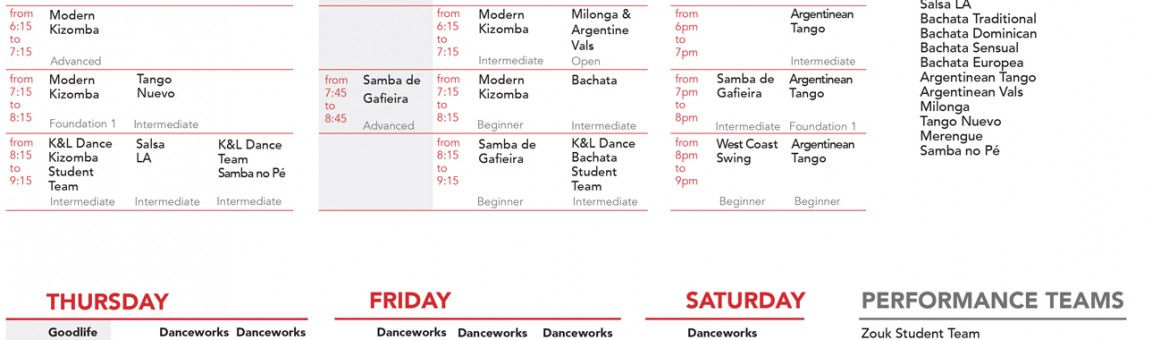 from
6:15
to
7:15
Modern
Kizomba
Advanced
from
7:15
to
8:15
Modern
Kizomba
Foundation 1
Tango
Nuevo
Intermediate
from
8:15
to
9:15
K&L Dance
Kizomba
Student
Team
Intermediate
Salsa
LA
Intermediate
K&L Dance
Team
Samba no Pé
Intermediate
from
7:45
to
8:45
Samba de
Gafieira
Advanced
from
6:15
to
7:15
Modern
Kizomba
Intermediate
Milonga &
Argentine
Vals
Open
from
7:15
to
8:15
Modern
Kizomba
Beginner
Bachata
Intermediate
from
8:15
to
9:15
Samba de
Gafieira
Beginner
K&L Dance
Bachata
Student
Team
Intermediate
from
6pm
to
7pm
Argentinean
Tango
Intermediate
from
7pm
to
8pm
Samba de
Gafieira
Intermediate
Argentinean
Tango
Foundation 1
from
8pm
to
9pm
West Coast
Swing
Beginner
Argentinean
Tango
Beginner
Salsa LA
Bachata Traditional
Bachata Dominican
Bachata Sensual
Bachata Europea
Argentinean Tango
Argentinean Vals
Milonga
Tango Nuevo
Merengue
Samba no Pé
THURSDAY
Goodlife
Danceworks
Danceworks
FRIDAY
Danceworks
Danceworks
Danceworks
SATURDAY
Danceworks
PERFORMANCE TEAMS
Zouk Student Team